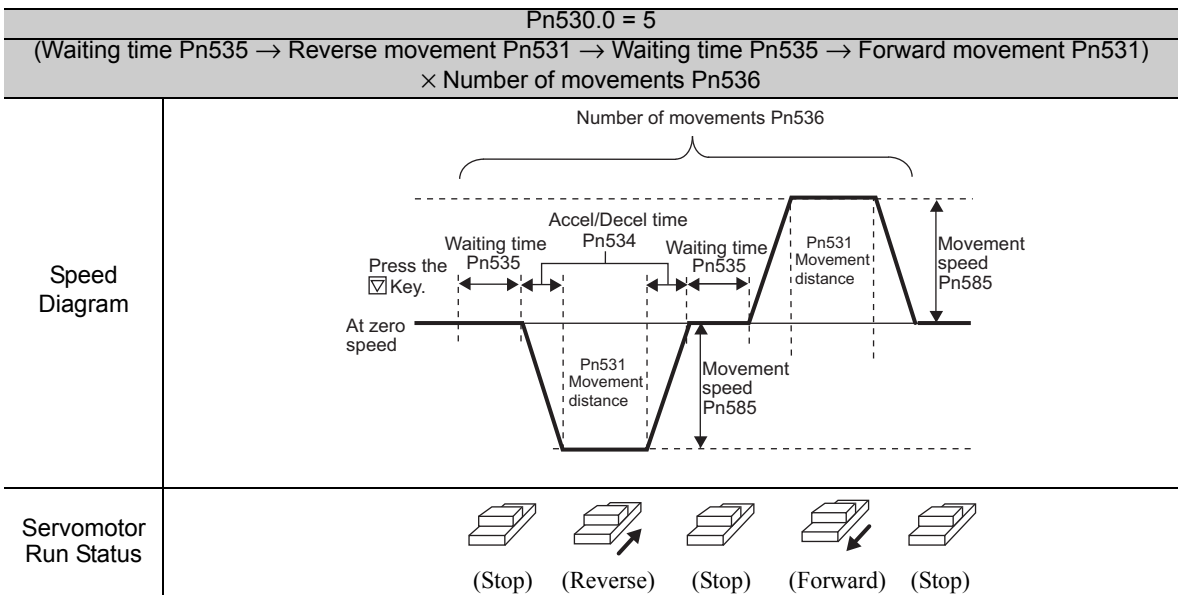 Pn530.0 = 5
(Waiting time Pn535 → Reverse movement Pn531 → Waiting time Pn535 → Forward movement Pn531)
× Number of movements Pn536
Speed
Diagram
Number of movements Pn536
Accel/Decel time
Pn534
Waiting time
Pn535
Waiting time
Pn535
Press the
▽ Key.
Pn531
Movement
distance
Movement
speed
Pn585
At zero
speed
Pn531
Movement
distance
Movement
speed
Pn585
Servomotor
Run Status
(Stop) (Reverse) (Stop) (Forward) (Stop)